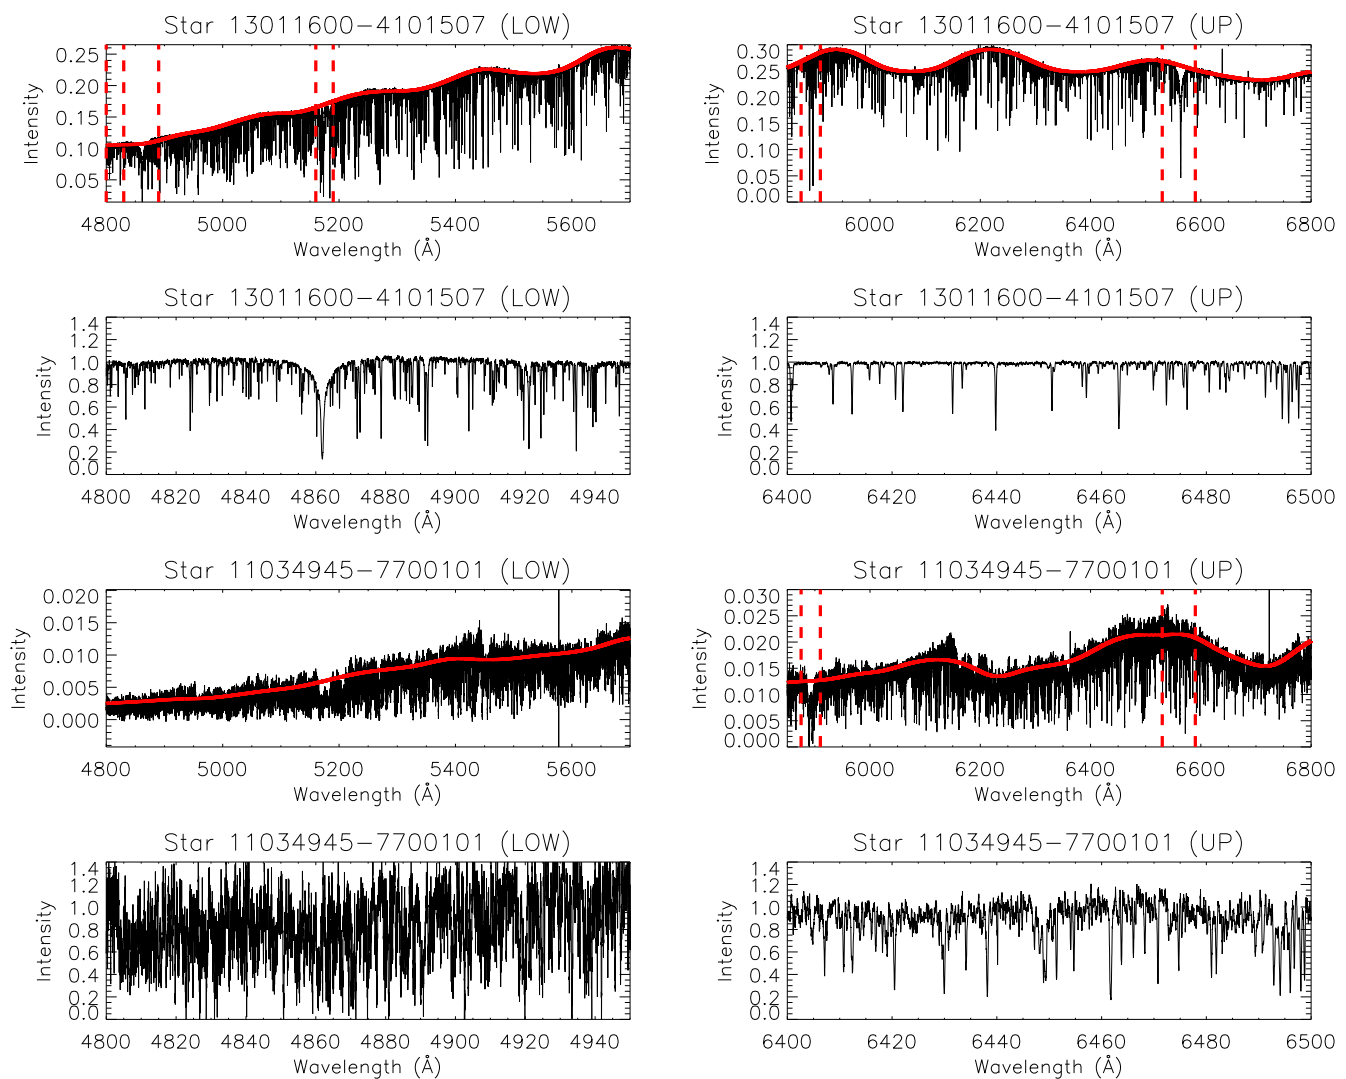 Star 13011600−4101507 (LOW)
Intensity
0.25
0.20
0.15
0.10
0.05
4800 5000 5200 5400 5600
Wavelength (Å)
Star 13011600−4101507 (UP)
Intensity
0.30
0.25
0.20
0.15
0.10
0.05
0.00
6000 6200 6400 6600 6800
Wavelength (Å)
Star 13011600−4101507 (LOW)
Intensity
1.4
1.2
1.0
0.8
0.6
0.4
0.2
0.0
4800 4820 4840 4860 4880 4900 4920 4940
Wavelength (Å)
Star 13011600−4101507 (UP)
Intensity
1.4
1.2
1.0
0.8
0.6
0.4
0.2
0.0
6400 6420 6440 6460 6480 6500
Wavelength (Å)
Star 11034945−7700101 (LOW)
Intensity
0.020
0.015
0.010
0.005
0.000
4800 5000 5200 5400 5600
Wavelength (Å)
Star 11034945−7700101 (UP)
Intensity
0.030
0.025
0.020
0.015
0.010
0.005
0.000
6000 6200 6400 6600 6800
Wavelength (Å)
Star 11034945−7700101 (LOW)
Intensity
1.4
1.2
1.0
0.8
0.6
0.4
0.2
0.0
4800 4820 4840 4860 4880 4900 4920 4940
Wavelength (Å)
Star 11034945−7700101 (UP)
Intensity
1.4
1.2
1.0
0.8
0.6
0.4
0.2
0.0
6400 6420 6440 6460 6480 6500
Wavelength (Å)